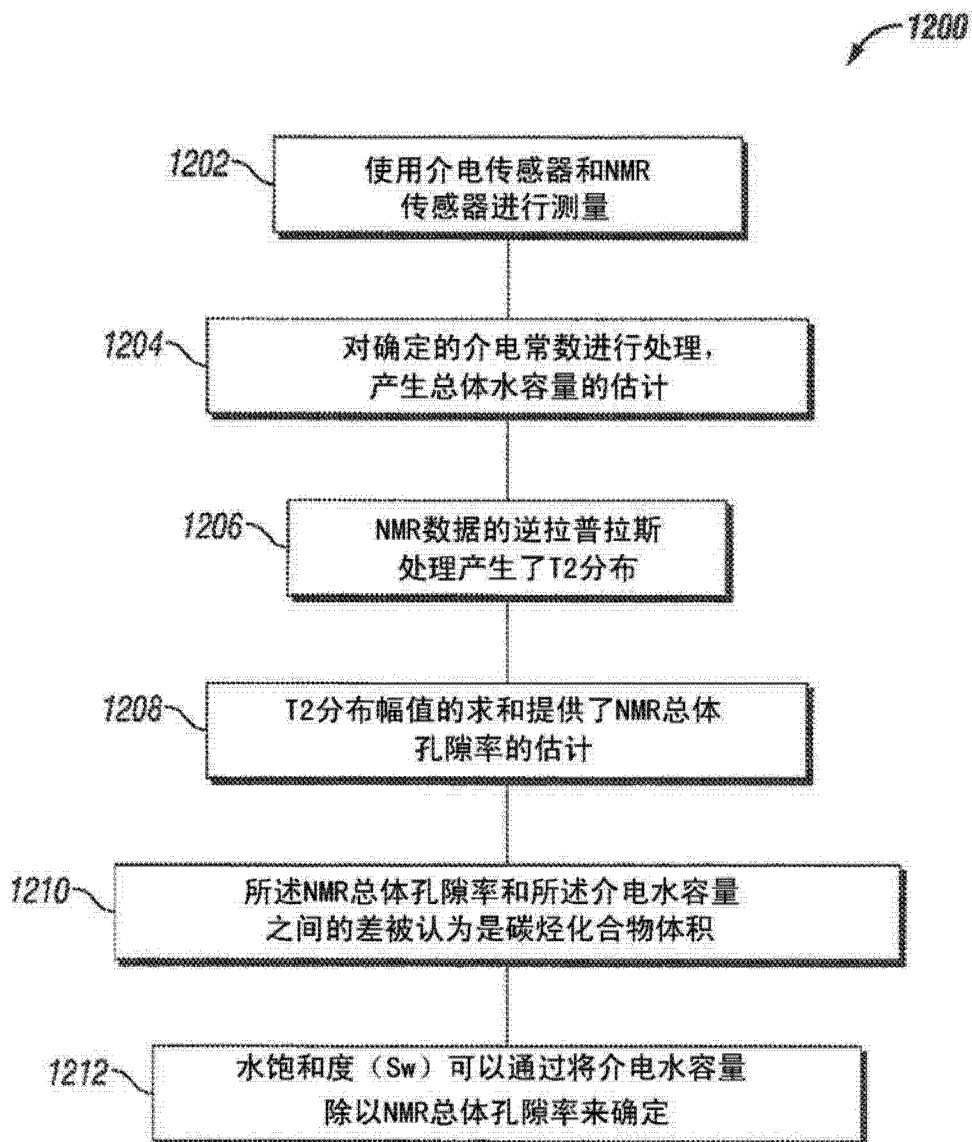 1200
1202
使用介电传感器和NMR
传感器进行测量
1204
对确定的介电常数进行处理，
产生总体水容量的估计
1206
NMR数据的逆拉普拉斯
处理产生了T2分布
1208
T2分布幅值的求和提供了NMR总体
孔隙率的估计
1210
所述NMR总体孔隙率和所述介电水容量
之间的差被认为是碳烃化合物体积
1212
水饱和度（Sw）可以通过将介电水容量
除以NMR总体孔隙率来确定